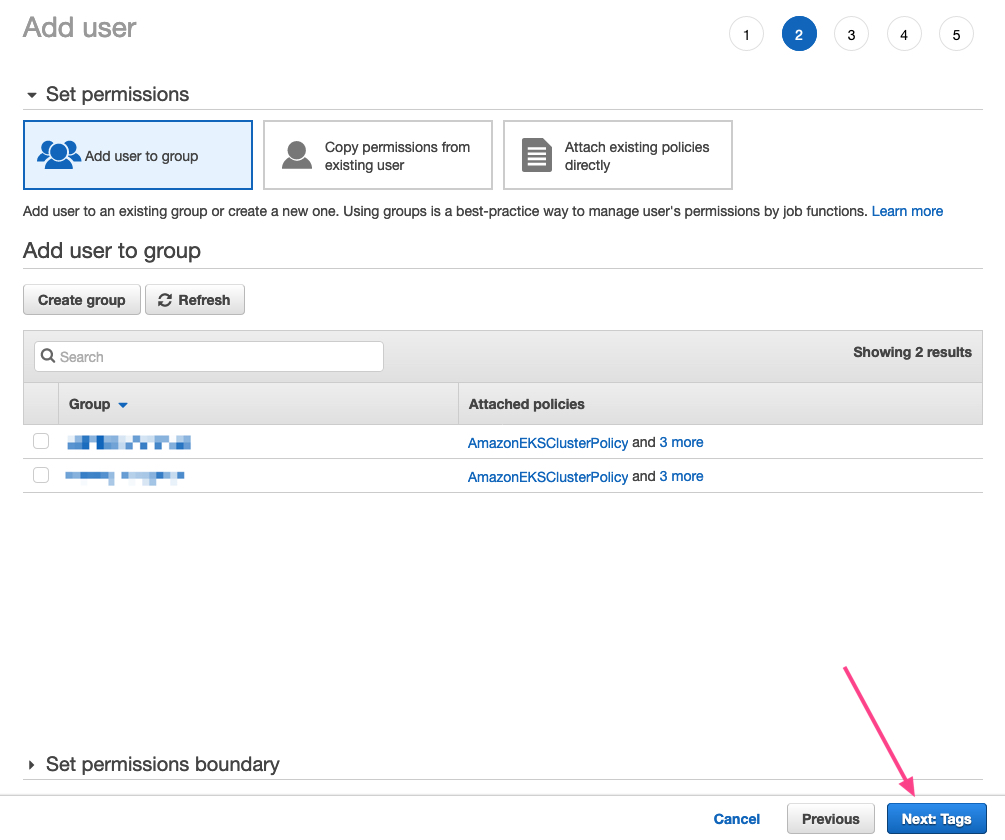 Add user
1 2 3 4 5
Set permissions
Add user to group
Copy permissions from
existing user
Attach existing policies
directly
Add user to an existing group or create a new one. Using groups is a best-practice way to manage user's permissions by job functions. Learn more
Add user to group
Create group Refresh
Search Showing 2 results
Group Attached policies
AmazonEKSClusterPolicy and 3 more
AmazonEKSClusterPolicy and 3 more
Set permissions boundary
Cancel Previous Next: Tags